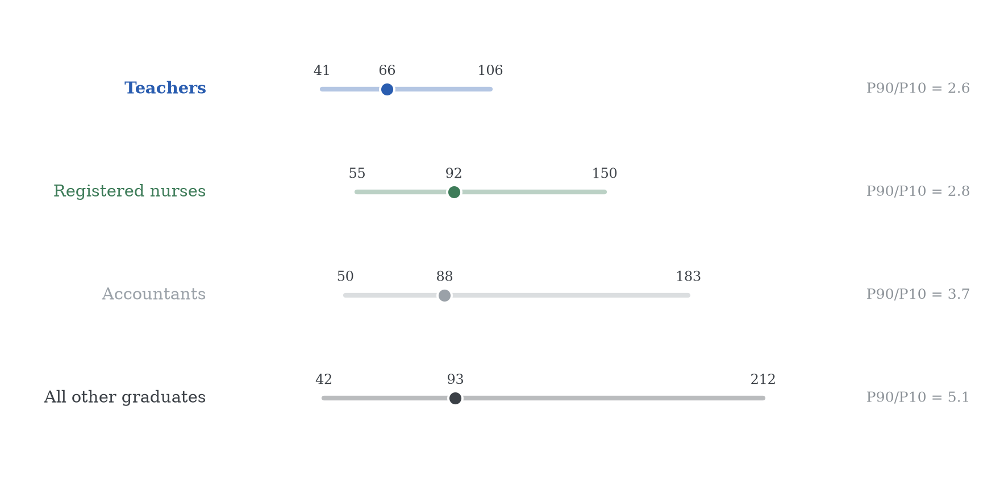 41 66 106
Teachers P90/P10 = 2.6
55 92 150
Registered nurses P90/P10 = 2.8
50 88 183
Accountants P90/P10 = 3.7
42 93 212
All other graduates P90/P10 = 5.1